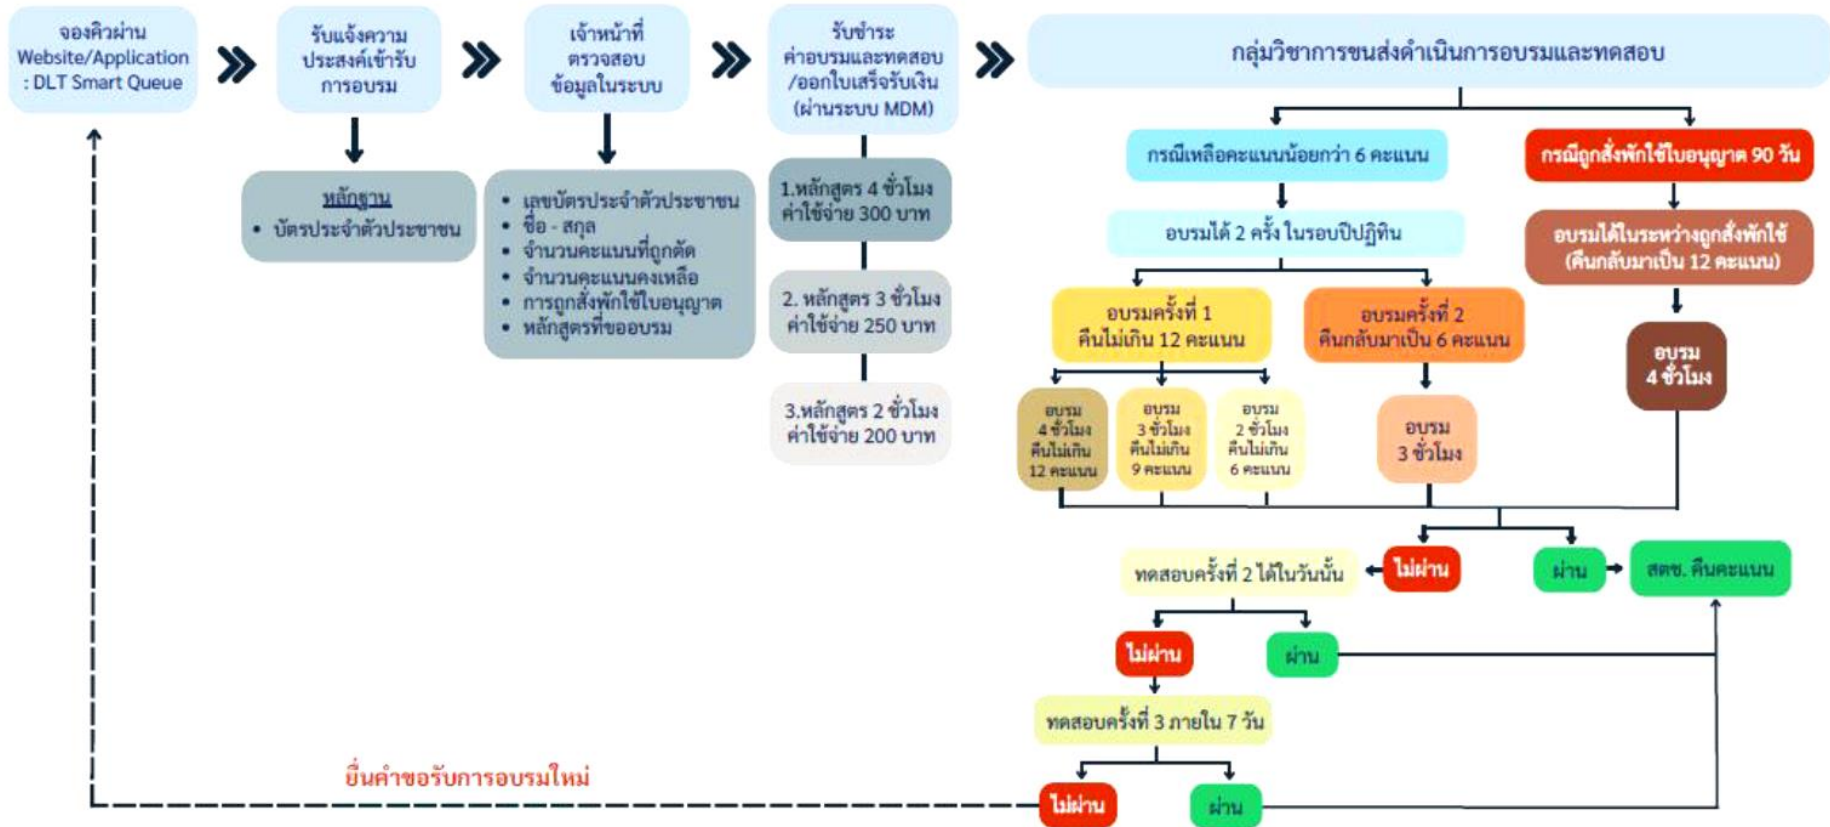 จองคิวผ่าน
Website/Application
: DLT Smart Queue
รับแจ้งความ
ประสงค์เข้ารับ
การอบรม
เจ้าหน้าที่
ตรวจสอบ
ข้อมูลในระบบ
รับชำระ
ค่าอบรมและทดสอบ
/ออกใบเสร็จรับเงิน
(ผ่านระบบ MDM)
กลุ่มวิชาการขนส่งดำเนินการอบรมและทดสอบ
หลักฐาน
• บัตรประจำตัวประชาชน
• เลขบัตรประจำตัวประชาชน
• ชื่อ - สกุล
• จำนวนคะแนนที่ถูกตัด
• จำนวนคะแนนคงเหลือ
• การถูกสั่งพักใช้ใบอนุญาต
• หลักสูตรที่ขออบรม
1.หลักสูตร 4 ชั่วโมง
ค่าใช้จ่าย 300 บาท
2. หลักสูตร 3 ชั่วโมง
ค่าใช้จ่าย 250 บาท
3.หลักสูตร 2 ชั่วโมง
ค่าใช้จ่าย 200 บาท
กรณีเหลือคะแนนน้อยกว่า 6 คะแนน
กรณีถูกสั่งพักใช้ใบอนุญาต 90 วัน
อบรมได้ 2 ครั้ง ในรอบปีปฏิทิน
อบรมได้ในระหว่างถูกสั่งพักใช้
(คืนกลับมาเป็น 12 คะแนน)
อบรมครั้งที่ 1
คืนไม่เกิน 12 คะแนน
อบรมครั้งที่ 2
คืนกลับมาเป็น 6 คะแนน
อบรม
4 ชั่วโมง
อบรม
4 ชั่วโมง
คืนไม่เกิน
12 คะแนน
อบรม
3 ชั่วโมง
คืนไม่เกิน
9 คะแนน
อบรม
2 ชั่วโมง
คืนไม่เกิน
6 คะแนน
อบรม
3 ชั่วโมง
ทดสอบครั้งที่ 2 ได้ในวันนั้น
ไม่ผ่าน
ผ่าน
สตช. คืนคะแนน
ไม่ผ่าน
ผ่าน
ทดสอบครั้งที่ 3 ภายใน 7 วัน
ยื่นคำขอรับการอบรมใหม่
ไม่ผ่าน
ผ่าน